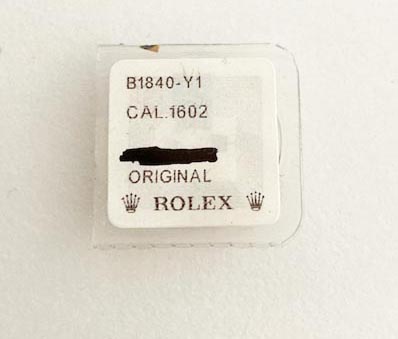 B1840-Y1
CAL.1602
ORIGINAL
ROLEX